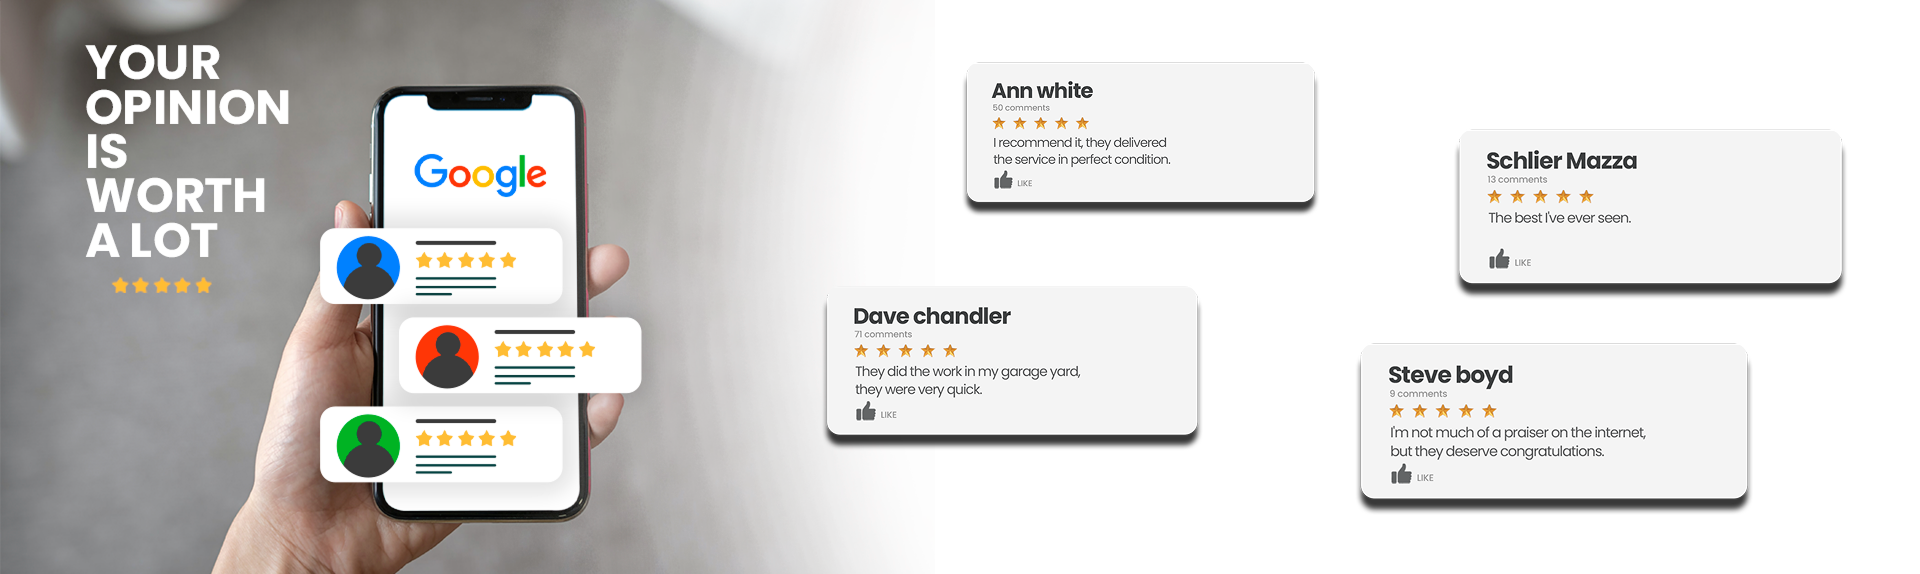 YOUR
OPINION
IS
WORTH
A LOT
Google
Ann white
50 comments
I recommend it, they delivered
the service in perfect condition.
LIKE
Schlier Mazza
13 comments
The best I've ever seen.
LIKE
Dave chandler
71 comments
They did the work in my garage yard,
they were very quick.
LIKE
Steve boyd
9 comments
I'm not much of a praiser on the internet,
but they deserve congratulations.
LIKE